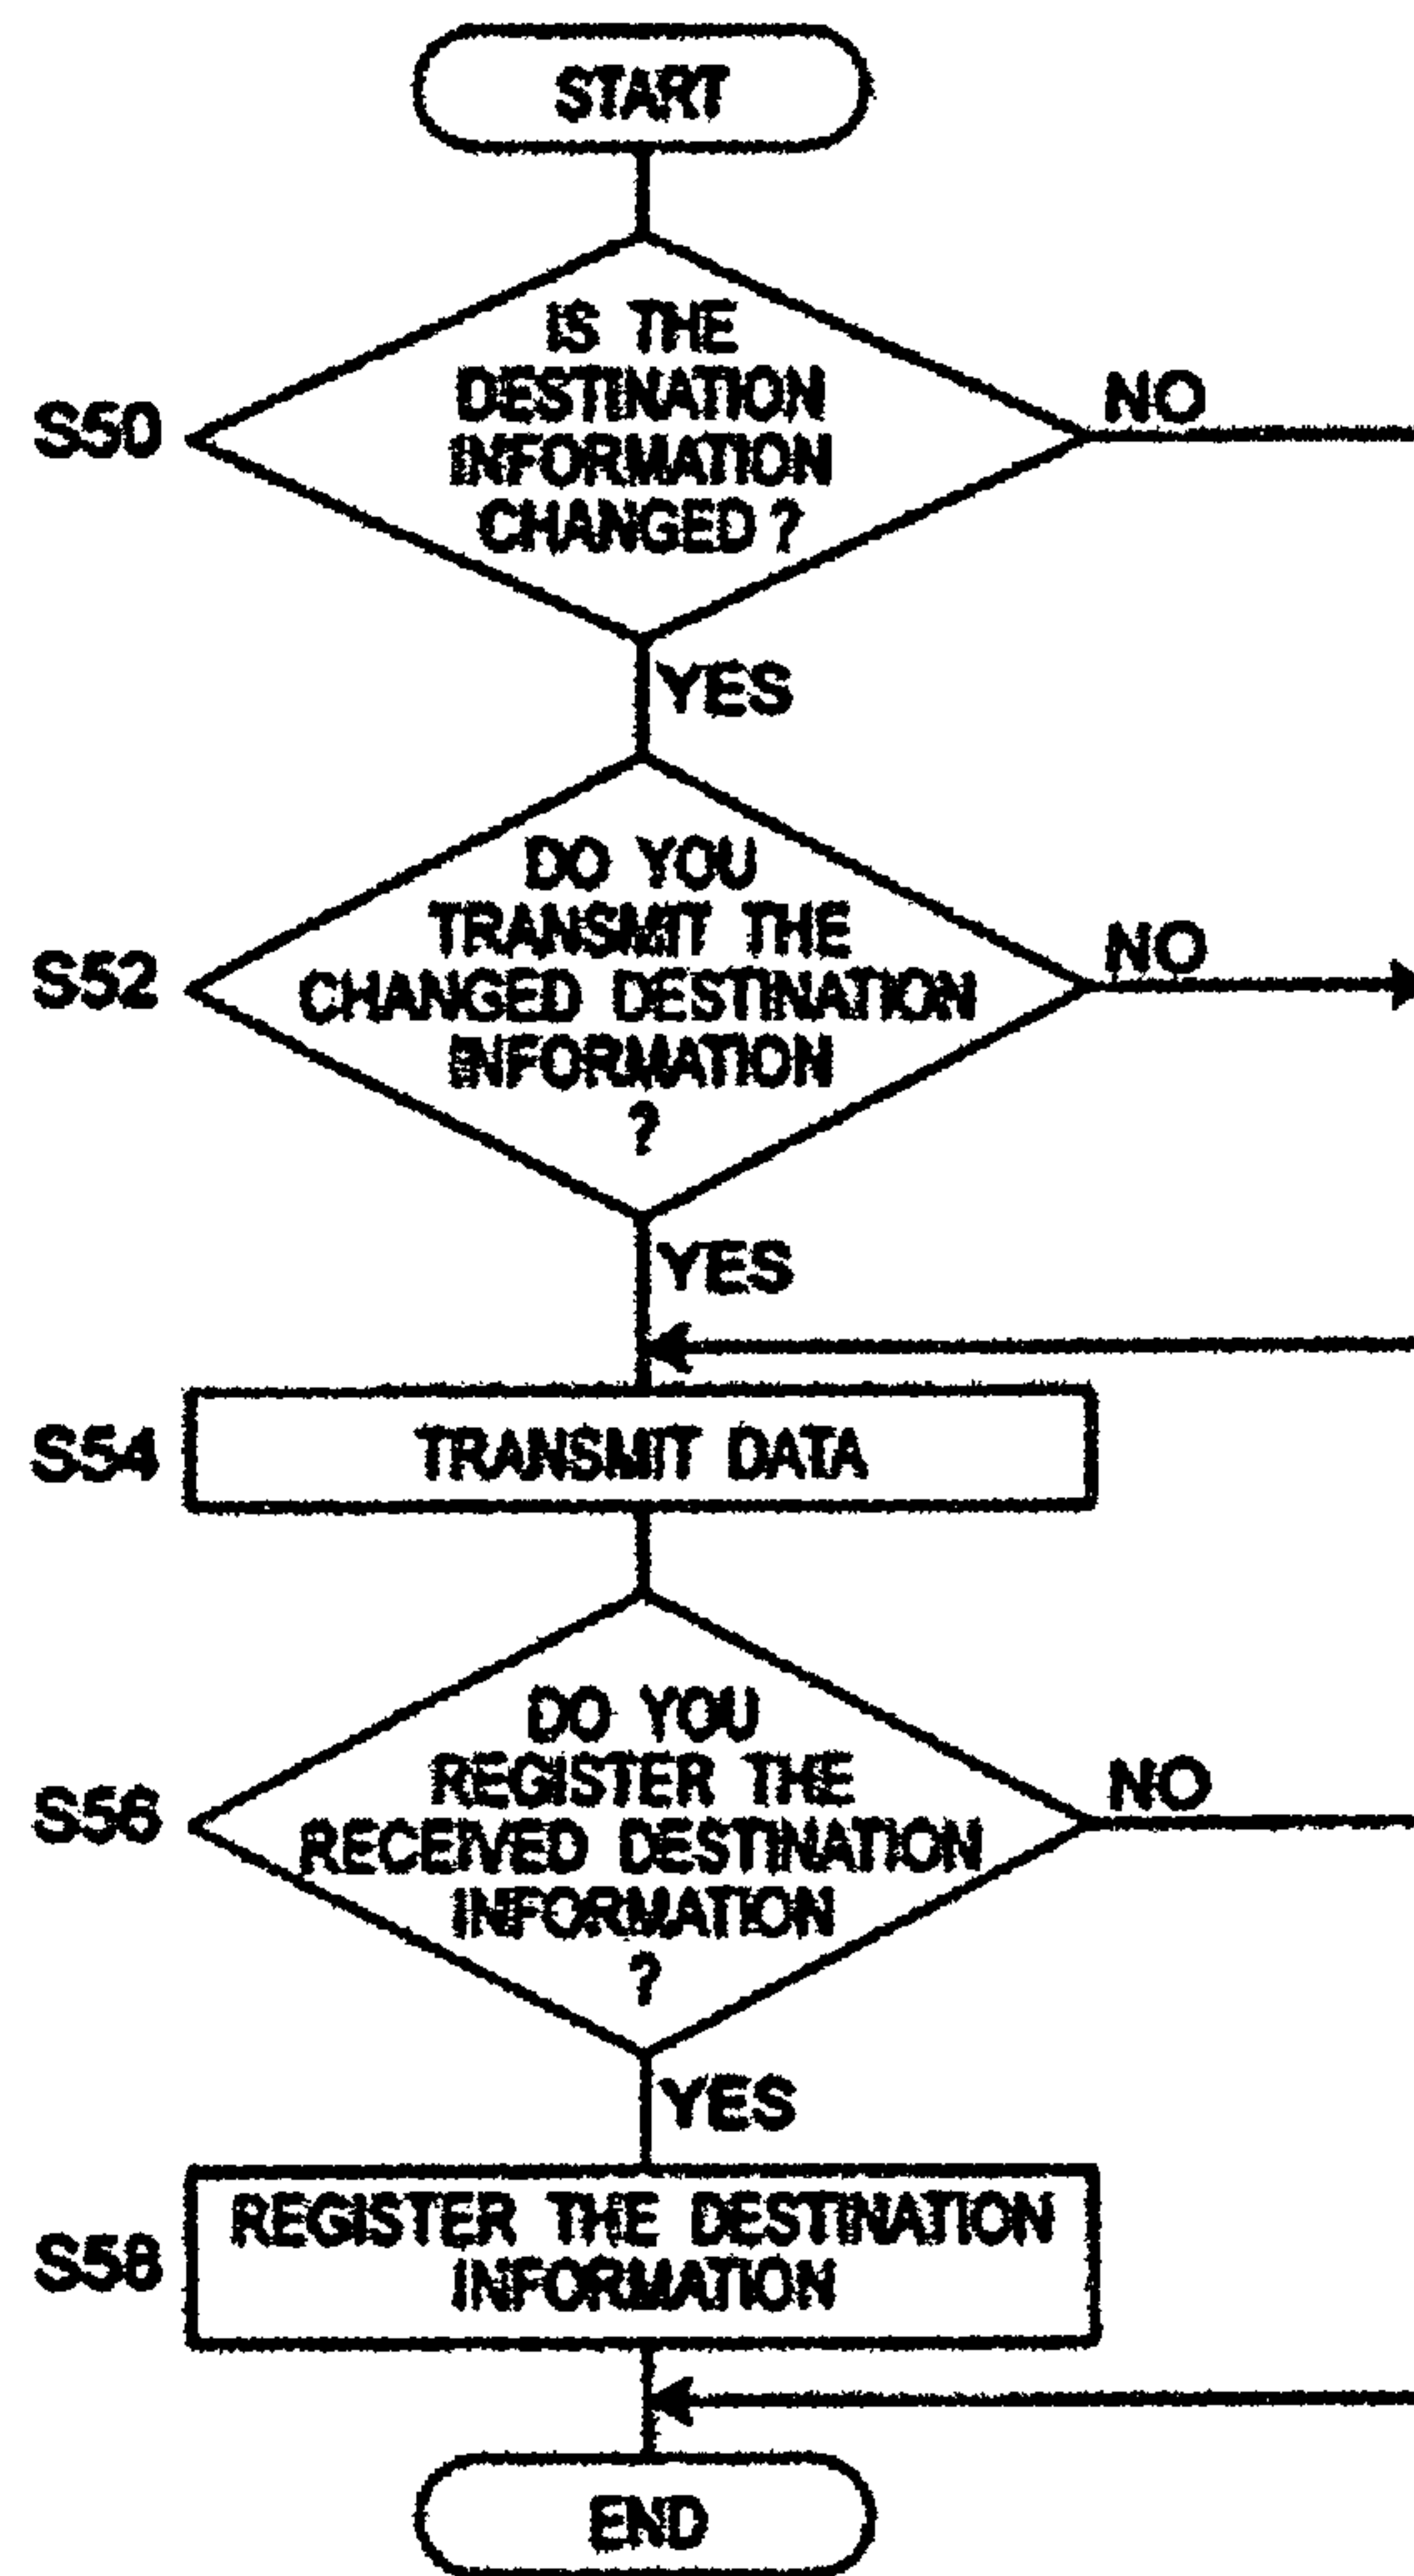 START
IS THE
DESTINATION
INFORMATION
CHANGED ?
S50
NO
YES
DO YOU
TRANSMIT THE
CHANGED DESTINATION
INFORMATION
?
S52
NO
YES
S54
TRANSMIT DATA
DO YOU
REGISTER THE
RECEIVED DESTINATION
INFORMATION
?
S56
NO
YES
S58
REGISTER THE DESTINATION
INFORMATION
END